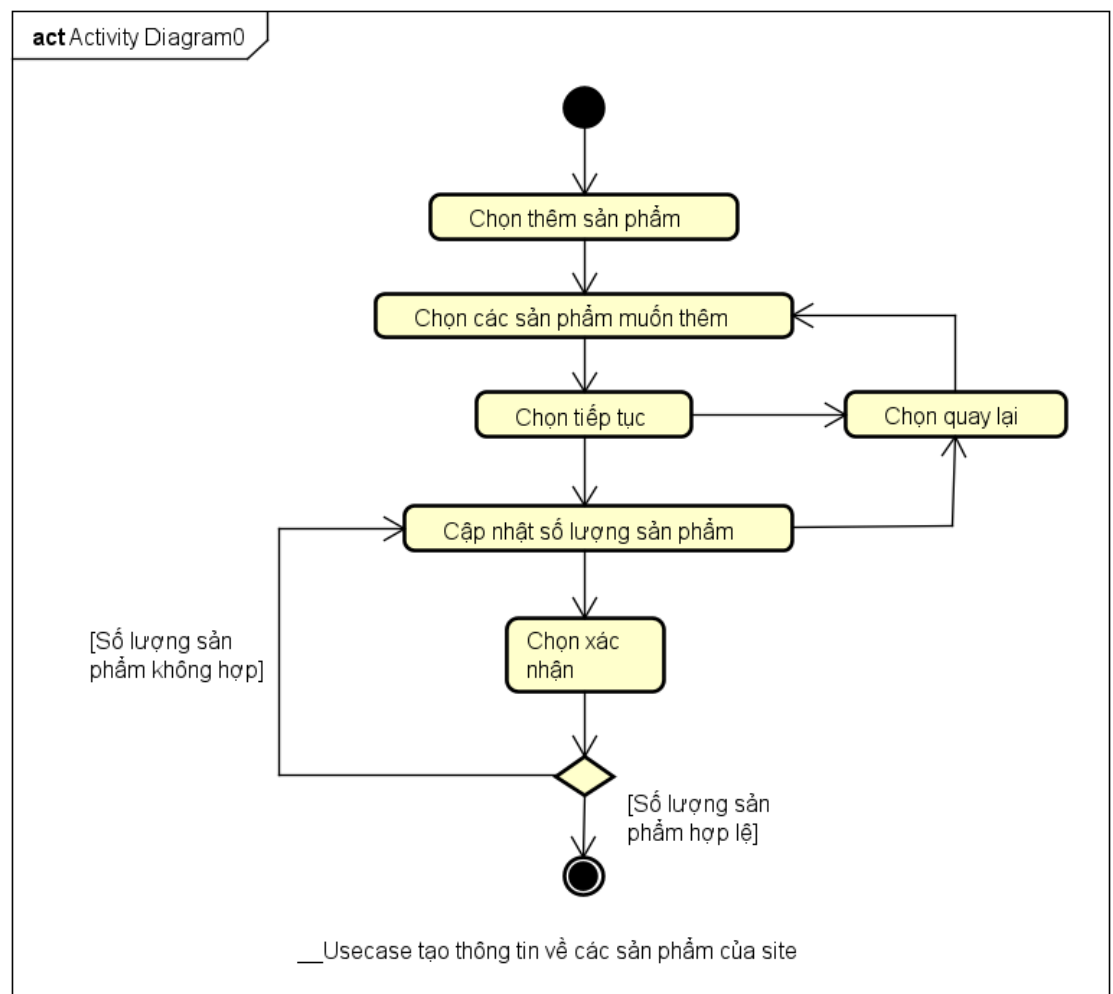 act Activity Diagram0
Chọn thêm sản phẩm
Chọn các sản phẩm muốn thêm
Chọn tiếp tục
Chọn quay lại
Cập nhật số lượng sản phẩm
[Số lượng sản
phẩm không hợp]
Chọn xác
nhận
[Số lượng sản
phẩm hợp lệ]
__Usecase tạo thông tin về các sản phẩm của site